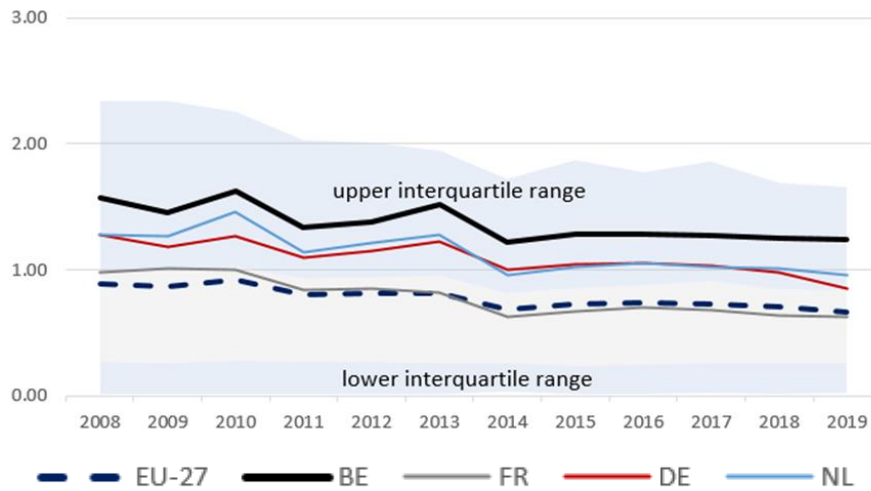 3.00
2.00
upper interquartile range
1.00
lower interquartile range
0.00
2008 2009 2010 2011 2012 2013 2014 2015 2016 2017 2018 2019
EU-27 BE FR DE NL